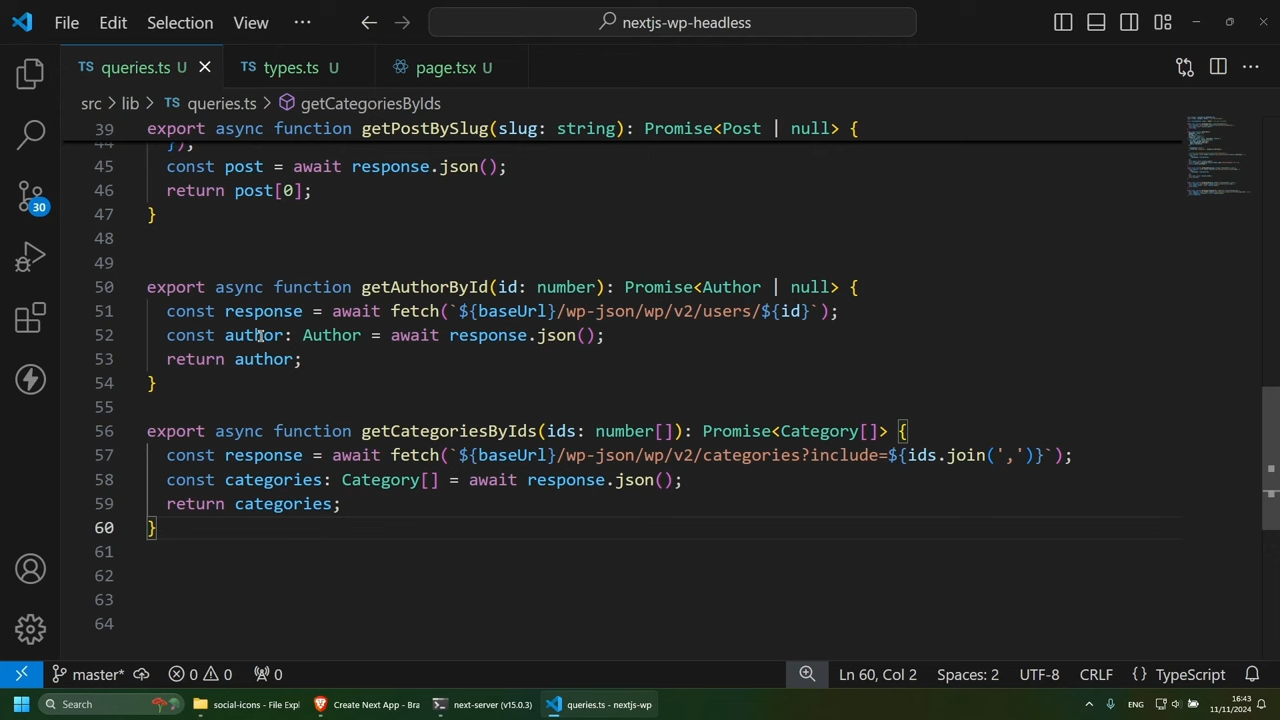 File Edit Selection View ··· nextjs-wp-headless
TS queries.ts U TS types.ts U page.tsx U ···
src > lib > TS queries.ts > getCategoriesByIds
39 export async function getPostBySlug(slug: string): Promise<Post | null> {
44 });
45 const post = await response.json();
46 return post[0];
47 }
48
49
50 export async function getAuthorById(id: number): Promise<Author | null> {
51 const response = await fetch(`${baseUrl}/wp-json/wp/v2/users/${id}`);
52 const author: Author = await response.json();
53 return author;
54 }
55
56 export async function getCategoriesByIds(ids: number[]): Promise<Category[]> {
57 const response = await fetch(`${baseUrl}/wp-json/wp/v2/categories?include=${ids.join(',')}`);
58 const categories: Category[] = await response.json();
59 return categories;
60 }
61
62
63
64
30
master* 0 0 0 Ln 60, Col 2 Spaces: 2 UTF-8 CRLF {} TypeScript
Search social-icons - File Expl Create Next App - Bra next-server (v15.0.3) queries.ts - nextjs-wp ENG 16:43
11/11/2024